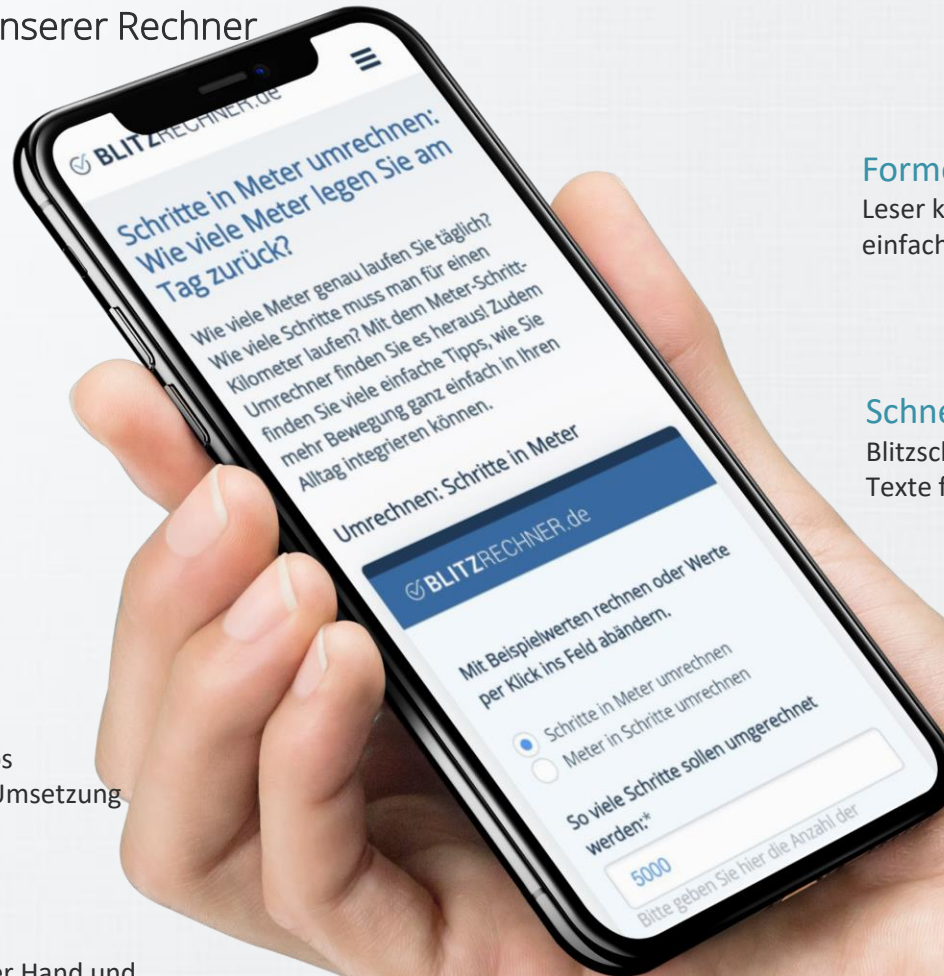 nserer Rechner
BLITZRECHNER.de
Schritte in Meter umrechnen:
Wie viele Meter legen Sie am
Tag zurück?
Wie viele Meter genau laufen Sie täglich?
Wie viele Schritte muss man für einen
Kilometer laufen? Mit dem Meter-Schritt-
Umrechner finden Sie es heraus! Zudem
finden Sie viele einfache Tipps, wie Sie
mehr Bewegung ganz einfach in Ihren
Alltag integrieren können.
Umrechnen: Schritte in Meter
BLITZRECHNER.de
Mit Beispielwerten rechnen oder Werte
per Klick ins Feld abändern.
Schritte in Meter umrechnen
Meter in Schritte umrechnen
So viele Schritte sollen umgerechnet
werden:*
5000
Bitte geben Sie hier die Anzahl der
Forme
Leser k
einfach
Schne
Blitzsch
Texte f
s
Umsetzung
er Hand und